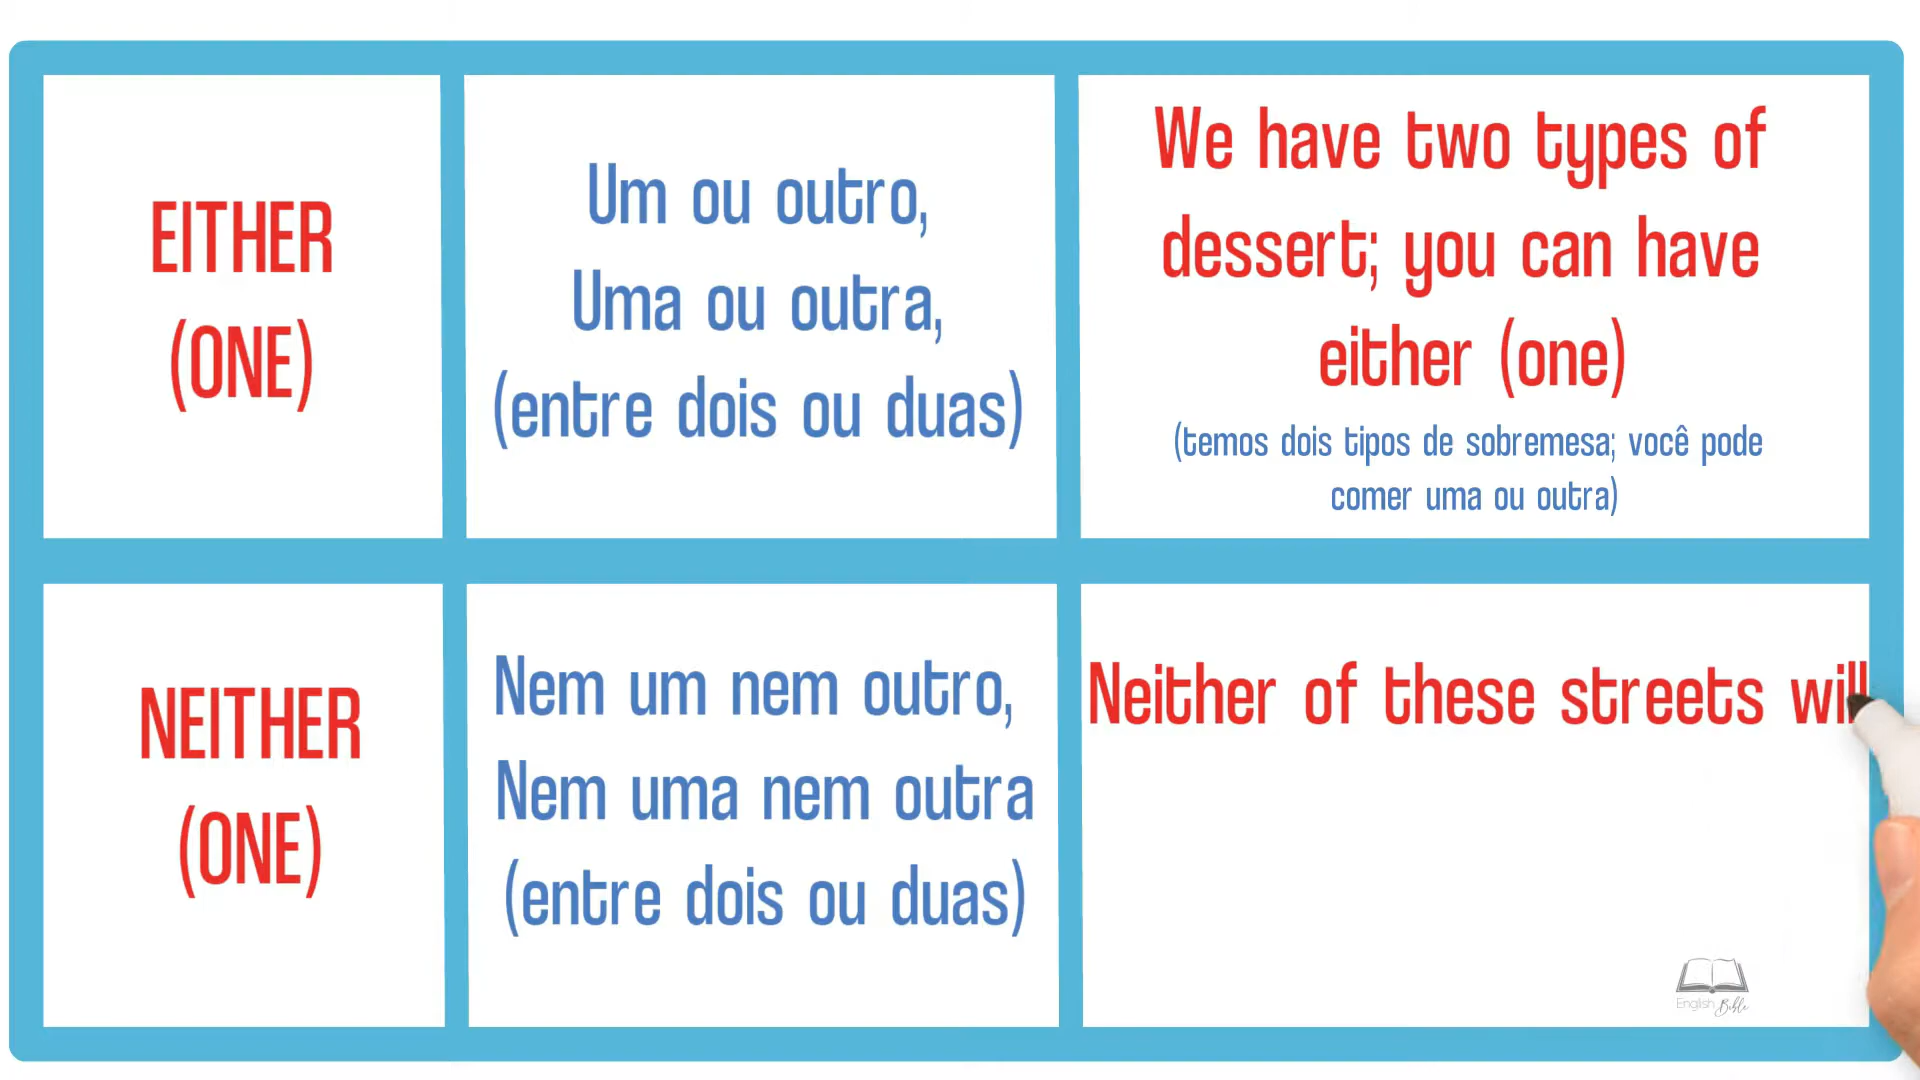 EITHER
(ONE)
Um ou outro,
Uma ou outra,
(entre dois ou duas)
We have two types of
dessert; you can have
either (one)
(temos dois tipos de sobremesa; você pode
comer uma ou outra)
NEITHER
(ONE)
Nem um nem outro,
Nem uma nem outra
(entre dois ou duas)
Neither of these streets will
English Bible